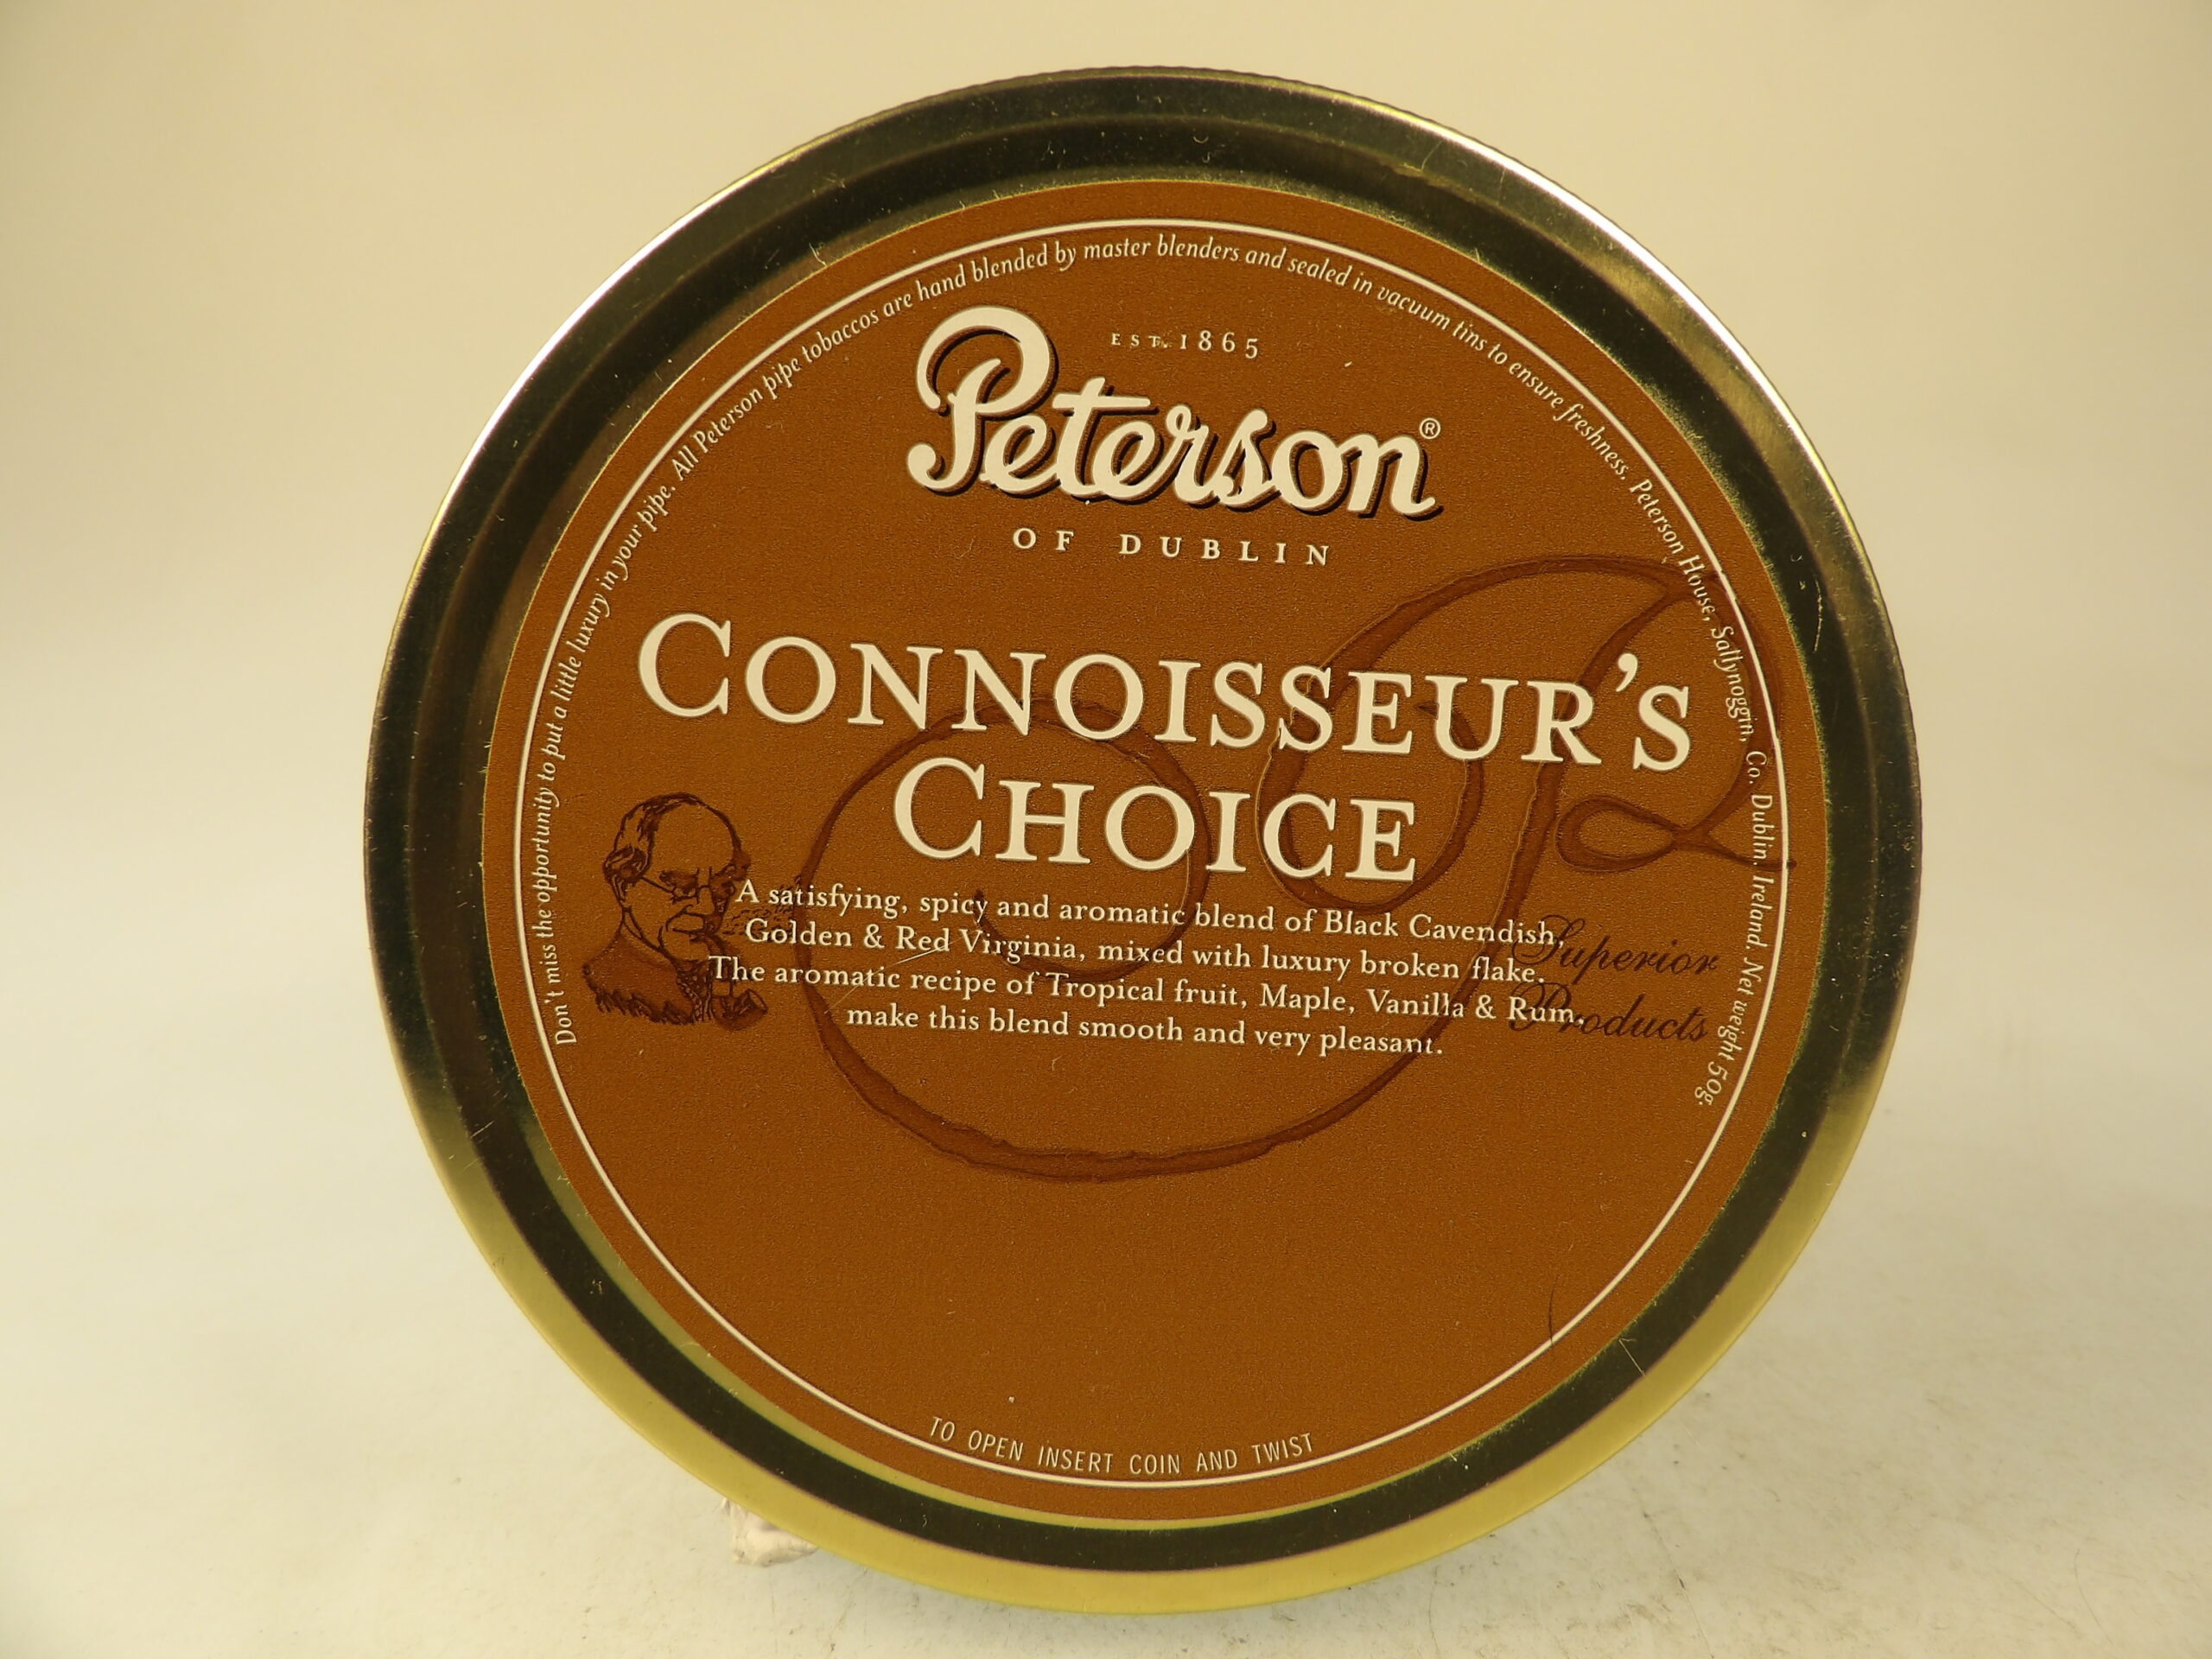 Don't miss the opportunity to put a little luxury in your pipe. All Peterson pipe tobaccos are hand blended by master blenders and sealed in vacuum tins to ensure freshness. Peterson House, Sallynoggin, Co. Dublin. Ireland. Net weight 50g.
EST. 1865
Peterson®
OF DUBLIN
CONNOISSEUR'S
CHOICE
A satisfying, spicy and aromatic blend of Black Cavendish,
Golden & Red Virginia, mixed with luxury broken flake.
The aromatic recipe of Tropical fruit, Maple, Vanilla & Rum,
make this blend smooth and very pleasant.
Superior
Products
TO OPEN INSERT COIN AND TWIST